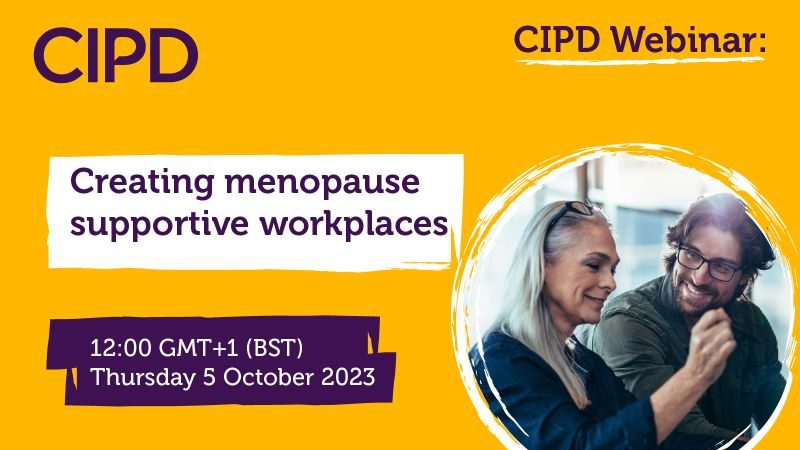 CIPD
CIPD Webinar:
Creating menopause
supportive workplaces
12:00 GMT+1 (BST)
Thursday 5 October 2023